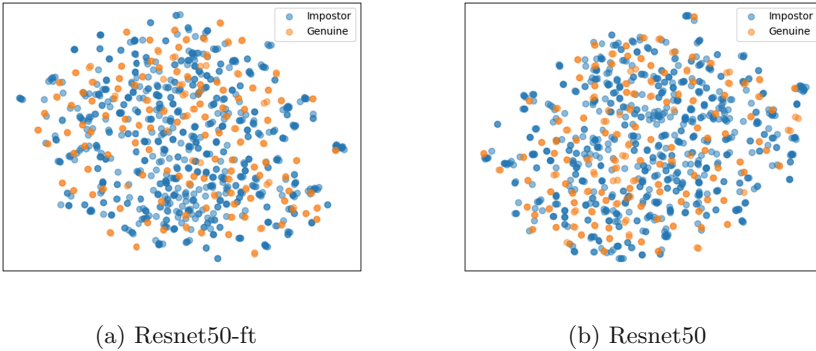 Impostor
Genuine
Impostor
Genuine
(a) Resnet50-ft
(b) Resnet50